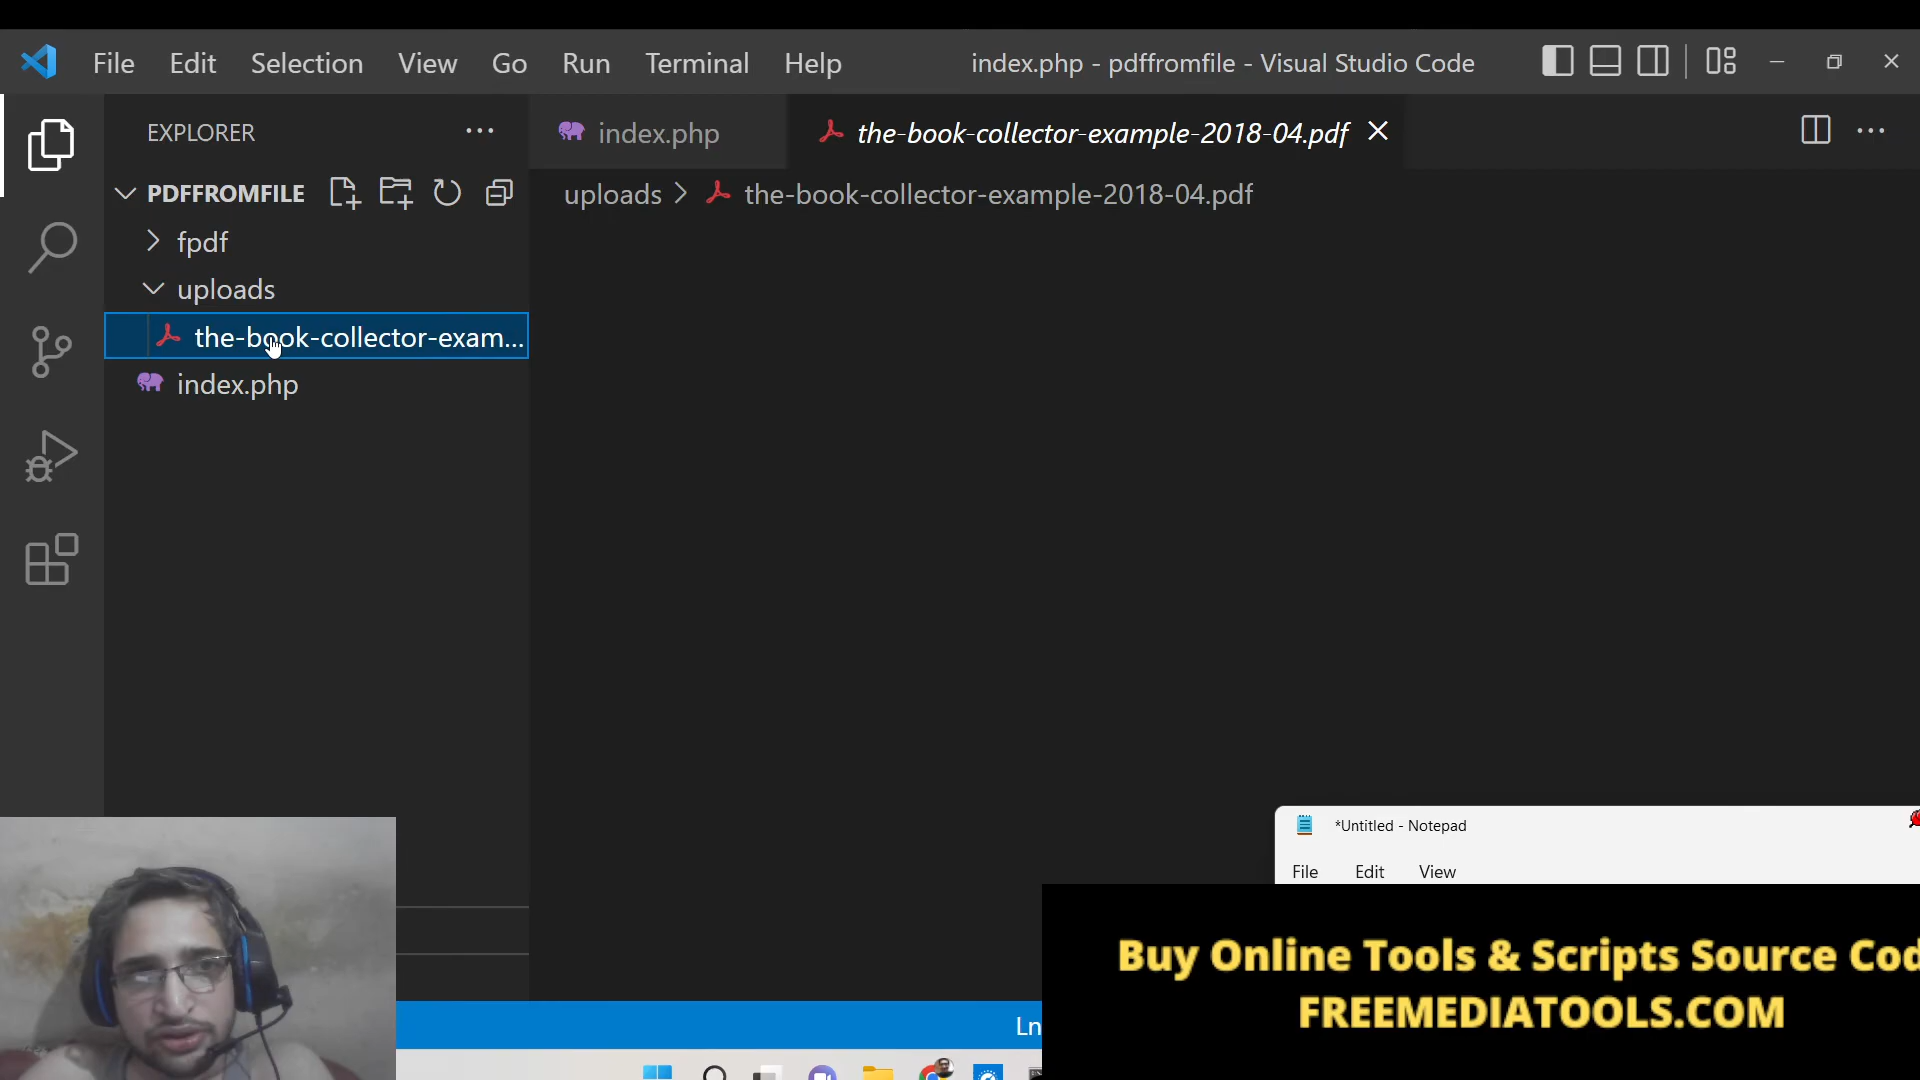 File Edit Selection View Go Run Terminal Help
index.php - pdffromfile - Visual Studio Code
EXPLORER
index.php
the-book-collector-example-2018-04.pdf
PDFFROMFILE
uploads > the-book-collector-example-2018-04.pdf
fpdf
uploads
the-book-collector-exam...
index.php
*Untitled - Notepad
File Edit View
Buy Online Tools & Scripts Source Cod
FREEMEDIATOOLS.COM
Ln